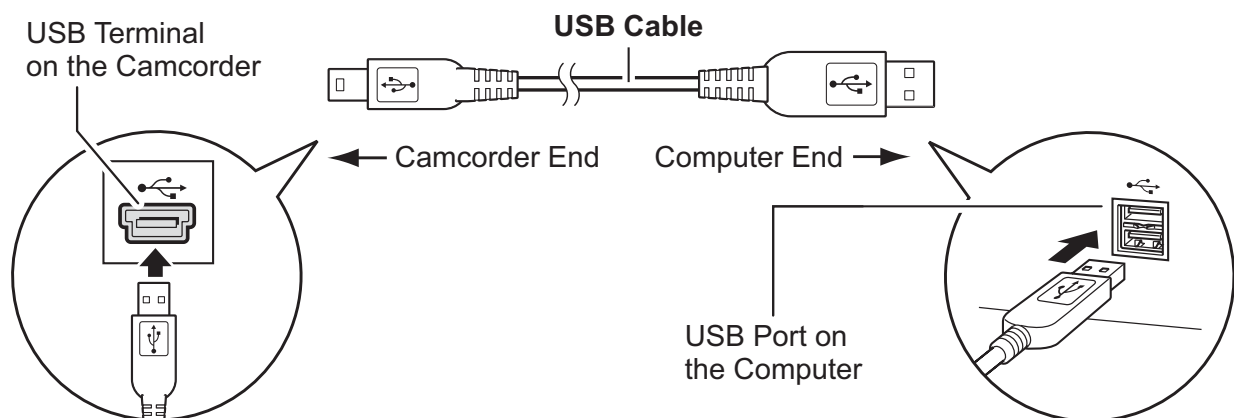 USB Terminal
on the Camcorder
USB Cable
Camcorder End
Computer End
USB Port on
the Computer